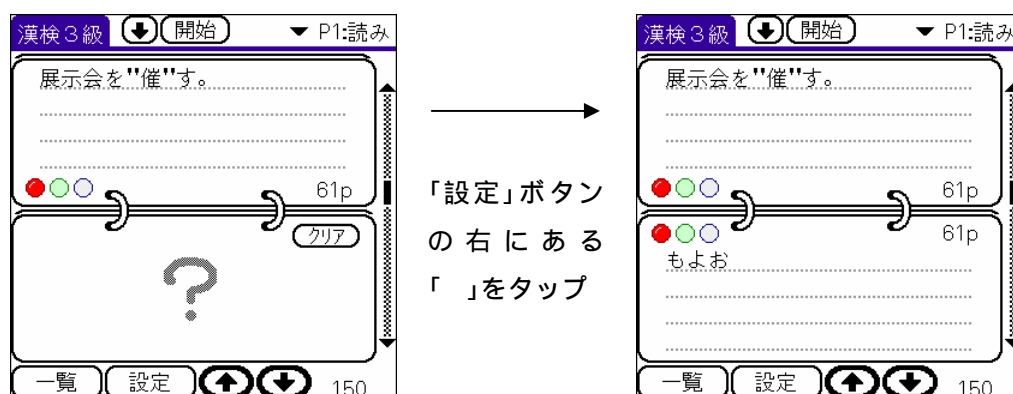 漢検3級 開始 P1:読み
展示会を"催"す。
61p
クリア
?
一覧 設定 150
「設定」ボタン
の右にある
「 」をタップ
漢検3級 開始 P1:読み
展示会を"催"す。
61p
61p
もよお
一覧 設定 150